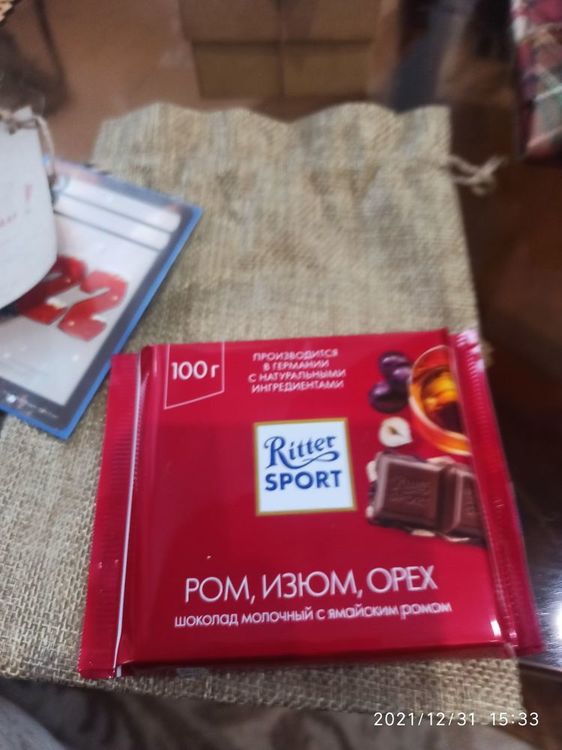 22
100 г
ПРОИЗВОДИТСЯ
В ГЕРМАНИИ
С НАТУРАЛЬНЫМИ
ИНГРЕДИЕНТАМИ
Ritter
SPORT
РОМ, ИЗЮМ, ОРЕХ
ШОКОЛАД МОЛОЧНЫЙ С ЯМАЙСКИМ РОМОМ
2021/12/31 15:33